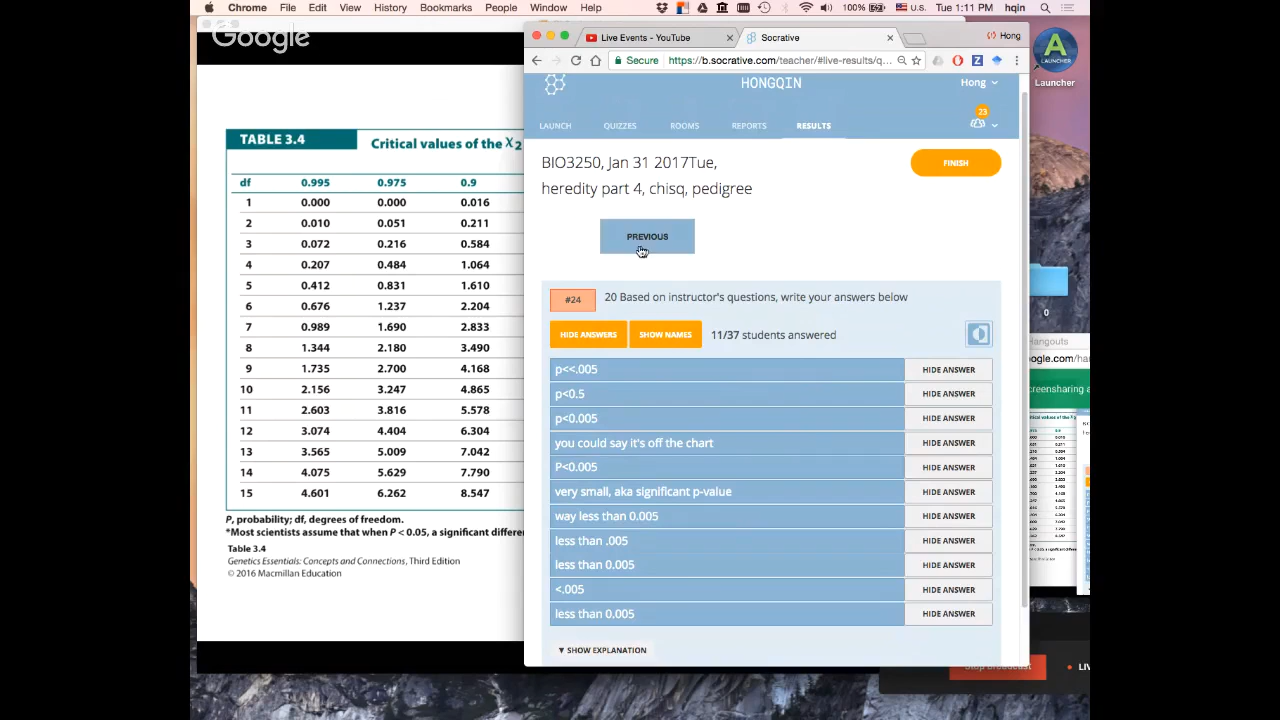 Chrome File Edit View History Bookmarks People Window Help 100% U.S. Tue 1:11 PM hqin
Google
Live Events - YouTube
Socrative
Hong
Secure https://b.socrative.com/teacher/#live-results/q...
Launcher
HONGQIN
Hong
23
LAUNCH QUIZZES ROOMS REPORTS RESULTS
BIO3250, Jan 31 2017Tue,
heredity part 4, chisq, pedigree
FINISH
PREVIOUS
#24 20 Based on instructor's questions, write your answers below
HIDE ANSWERS SHOW NAMES 11/37 students answered
p<<.005 HIDE ANSWER
p<0.5 HIDE ANSWER
p<0.005 HIDE ANSWER
you could say it's off the chart HIDE ANSWER
P<0.005 HIDE ANSWER
very small, aka significant p-value HIDE ANSWER
way less than 0.005 HIDE ANSWER
less than .005 HIDE ANSWER
less than 0.005 HIDE ANSWER
<.005 HIDE ANSWER
less than 0.005 HIDE ANSWER
▼ SHOW EXPLANATION
TABLE 3.4 Critical values of the χ2
df 0.995 0.975 0.9
1 0.000 0.000 0.016
2 0.010 0.051 0.211
3 0.072 0.216 0.584
4 0.207 0.484 1.064
5 0.412 0.831 1.610
6 0.676 1.237 2.204
7 0.989 1.690 2.833
8 1.344 2.180 3.490
9 1.735 2.700 4.168
10 2.156 3.247 4.865
11 2.603 3.816 5.578
12 3.074 4.404 6.304
13 3.565 5.009 7.042
14 4.075 5.629 7.790
15 4.601 6.262 8.547
P, probability; df, degrees of freedom.
*Most scientists assume that when P < 0.05, a significant differe
Table 3.4
Genetics Essentials: Concepts and Connections, Third Edition
© 2016 Macmillan Education
0
Hangouts
ogle.com/han
creensharing a
Stop broadcast
LIV